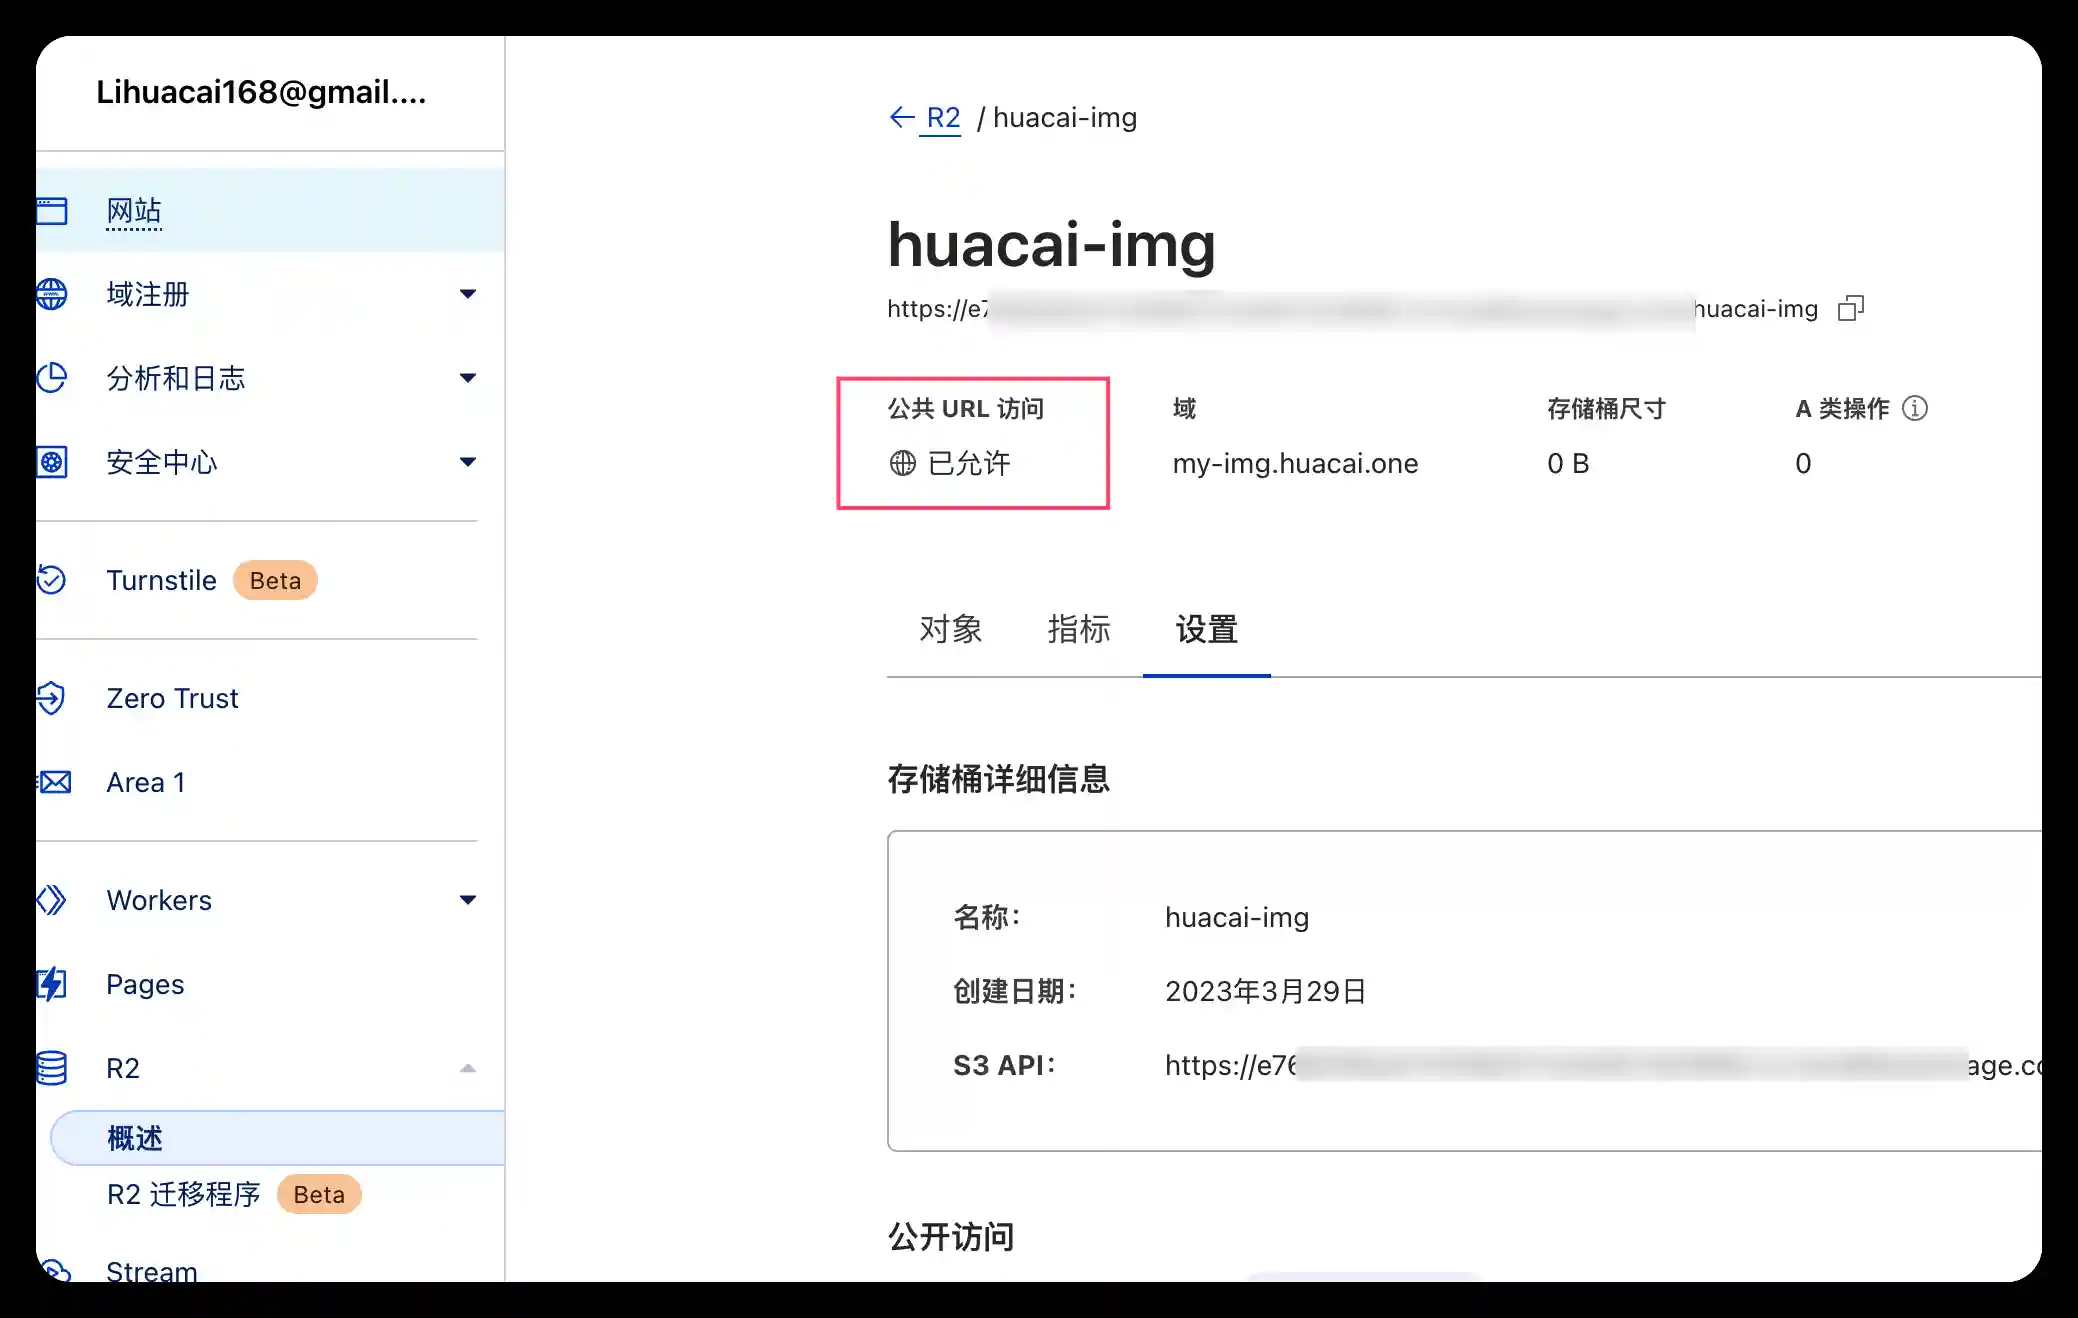 Lihuacai168@gmail....
网站
域注册
分析和日志
安全中心
Turnstile Beta
Zero Trust
Area 1
Workers
Pages
R2
概述
R2 迁移程序 Beta
Stream
R2 / huacai-img
huacai-img
https://e7 huacai-img
公共 URL 访问
已允许
域
my-img.huacai.one
存储桶尺寸
0 B
A 类操作
0
对象 指标 设置
存储桶详细信息
名称： huacai-img
创建日期： 2023年3月29日
S3 API： https://e76 age.co
公开访问